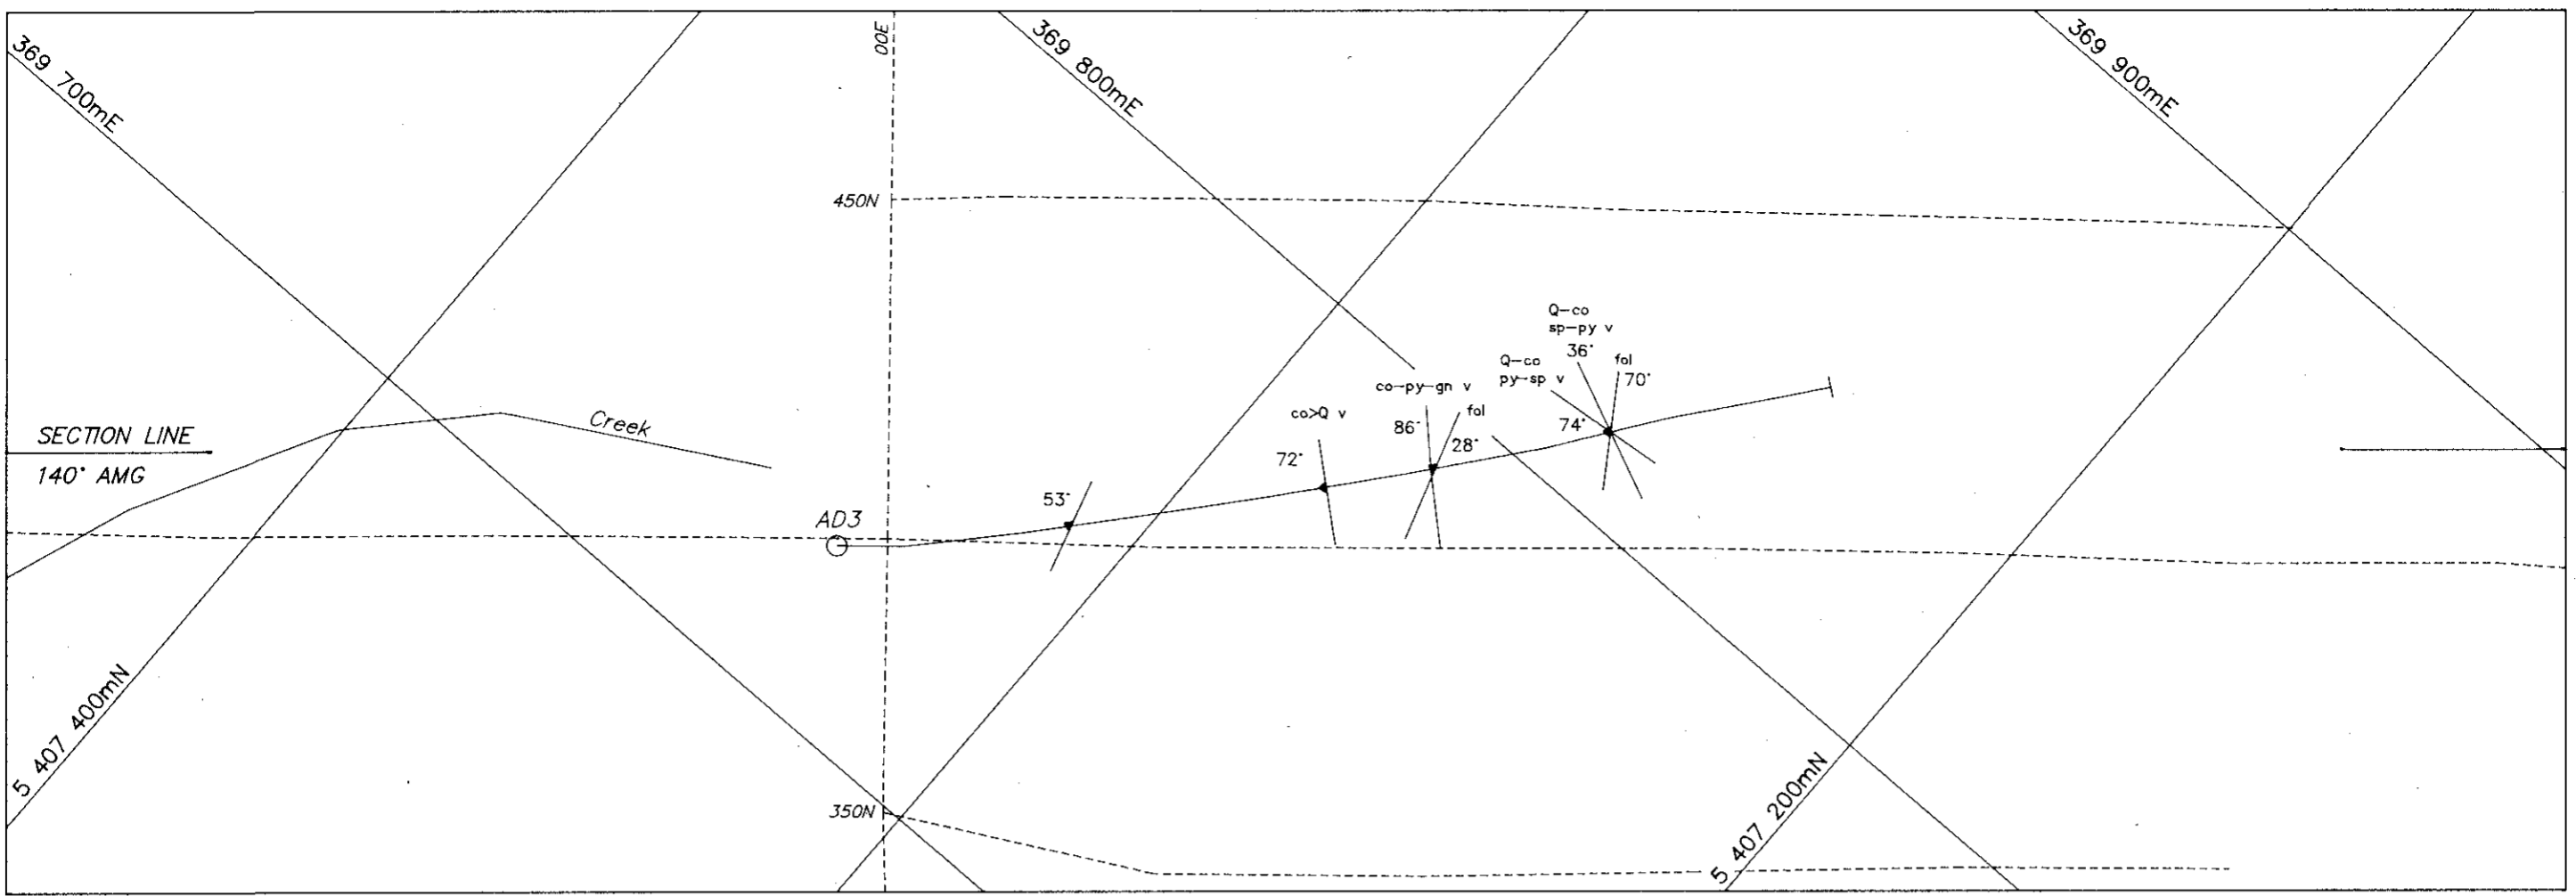 369 700mE
00E
369 800mE
369 900mE
450N
Q-co
sp-py v
36°
fol
70°
Q-co
py-sp v
74°
co-py-gn v
fol
86°
28°
co>Q v
72°
Creek
SECTION LINE
140° AMG
53°
AD3
5 407 400mN
350N
5 407 200mN